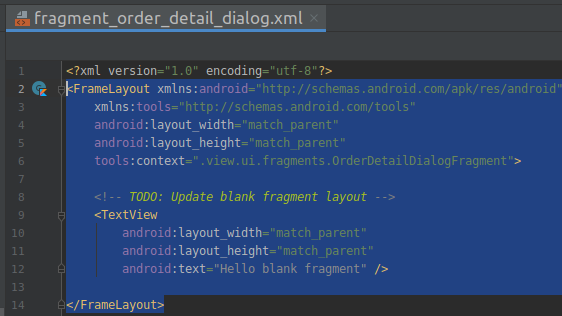 fragment_order_detail_dialog.xml
1 <?xml version="1.0" encoding="utf-8"?>
2 <FrameLayout xmlns:android="http://schemas.android.com/apk/res/android"
3 xmlns:tools="http://schemas.android.com/tools"
4 android:layout_width="match_parent"
5 android:layout_height="match_parent"
6 tools:context=".view.ui.fragments.OrderDetailDialogFragment">
7
8 <!-- TODO: Update blank fragment layout -->
9 <TextView
10 android:layout_width="match_parent"
11 android:layout_height="match_parent"
12 android:text="Hello blank fragment" />
13
14 </FrameLayout>